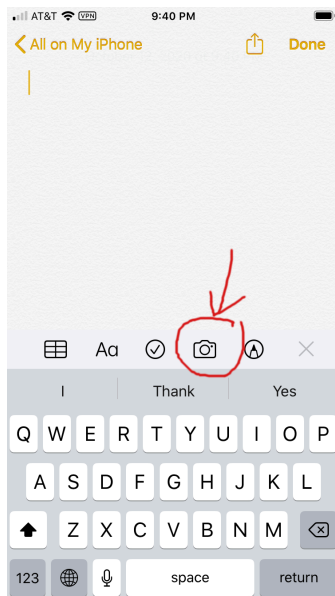 AT&T VPN 9:40 PM
All on My iPhone Done
Aa
I Thank Yes
Q W E R T Y U I O P
A S D F G H J K L
Z X C V B N M
123 space return